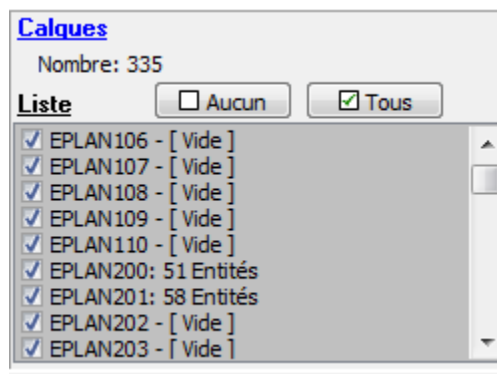 Calques
Nombre: 335
Liste Aucun Tous
EPLAN106 - [ Vide ]
EPLAN107 - [ Vide ]
EPLAN108 - [ Vide ]
EPLAN109 - [ Vide ]
EPLAN110 - [ Vide ]
EPLAN200: 51 Entités
EPLAN201: 58 Entités
EPLAN202 - [ Vide ]
EPLAN203 - [ Vide ]